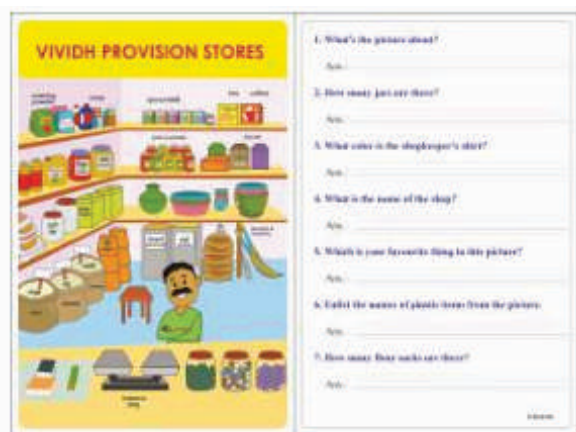 VIVIDH PROVISION STORES
soap
tea
coffee
1. What's the picture about?
Ans.
2. How many jars are there?
Ans.
3. What color is the shopkeeper's shirt?
Ans.
4. What is the name of the shop?
Ans.
5. Which is your favourite thing in this picture?
Ans.
6. Enlist the names of plastic items from the picture.
Ans.
7. How many flour sacks are there?
Ans.